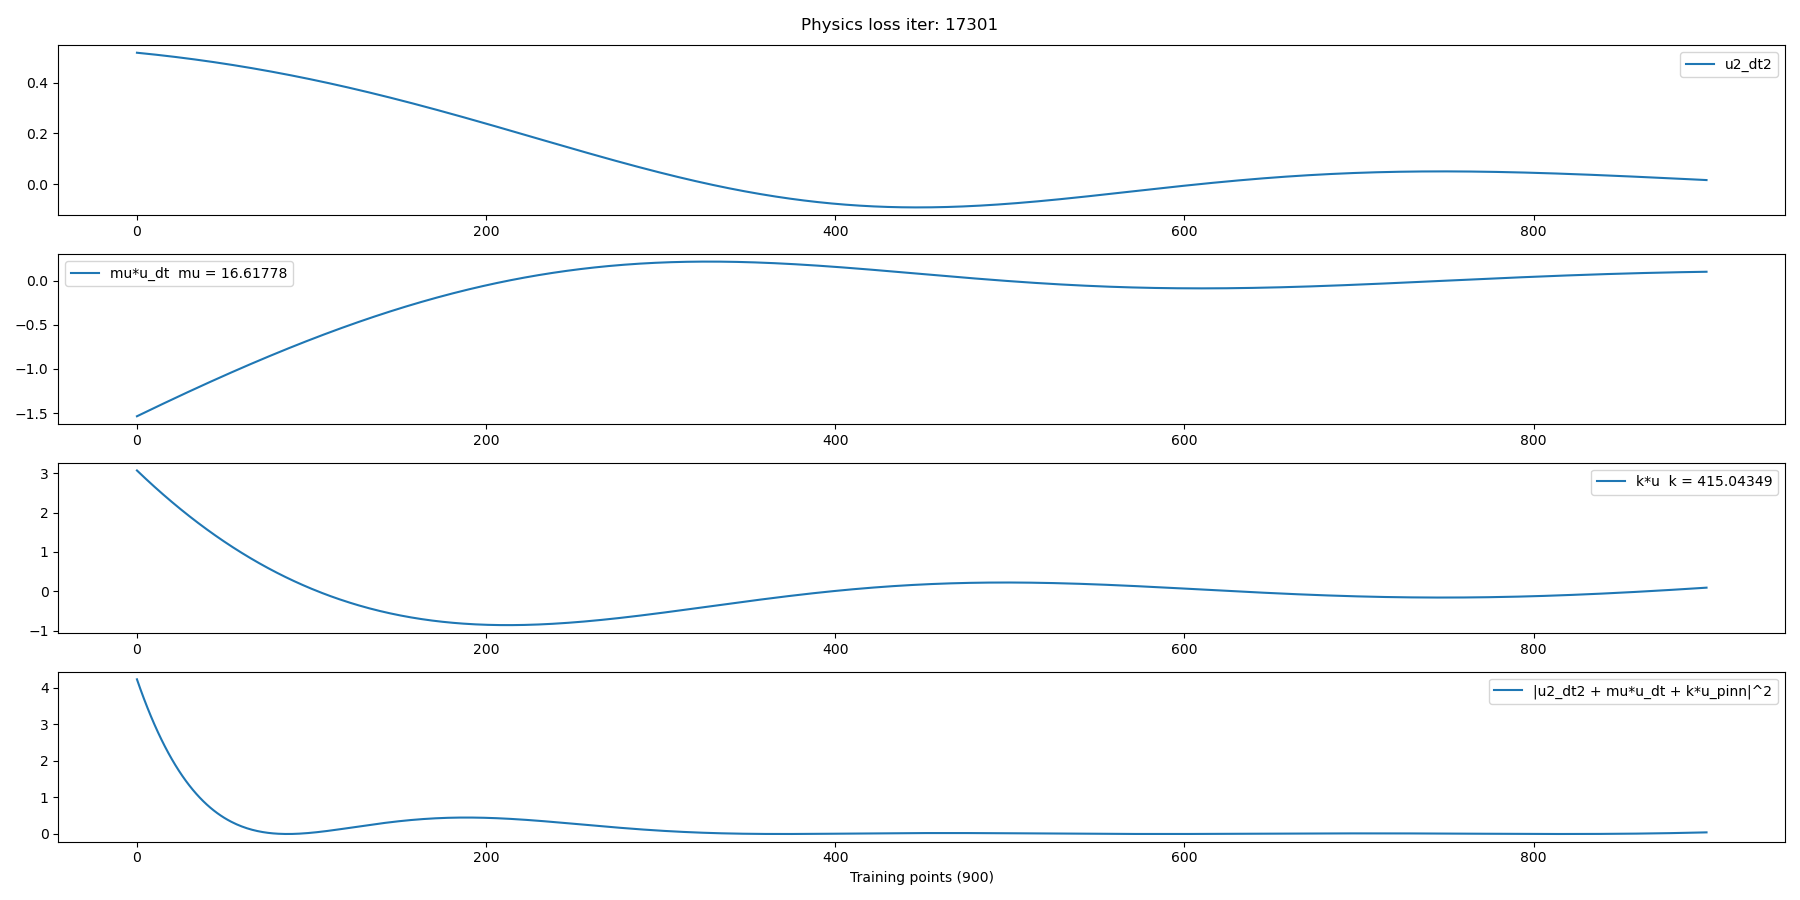 Physics loss iter: 17301
u2_dt2
0.4
0.2
0.0
0 200 400 600 800
mu*u_dt  mu = 16.61778
0.0
−0.5
−1.0
−1.5
0 200 400 600 800
k*u  k = 415.04349
3
2
1
0
−1
0 200 400 600 800
|u2_dt2 + mu*u_dt + k*u_pinn|^2
4
3
2
1
0
0 200 400 600 800
Training points (900)